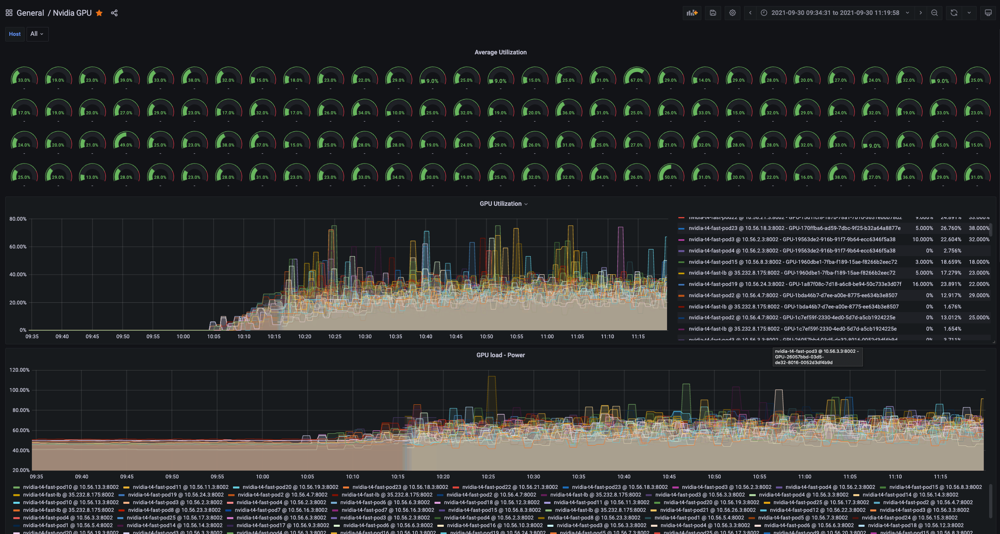 General / Nvidia GPU
2021-09-30 09:34:31 to 2021-09-30 11:19:58
Host All
Average Utilization
33.0% 19.0% 23.0% 39.0% 33.0% 38.0% 32.0% 15.0% 18.0% 23.0% 22.0% 29.0% 9.0% 25.0% 9.0% 15.0% 25.0% 31.0% 67.0% 29.0% 14.0% 29.0% 28.0% 20.0% 27.0% 24.0% 32.0% 9.0% 25.0%
- - - - - - - - - - - - - - - - - - - - - - - - - - - - -
17.0% 19.0% 20.0% 27.0% 29.0% 23.0% 17.0% 32.0% 17.0% 26.0% 34.0% 10.0% 25.0% 32.0% 19.0% 20.0% 36.0% 31.0% 25.0% 26.0% 33.0% 15.0% 32.0% 29.0% 24.0% 32.0% 19.0% 33.0% 23.0%
- - - - - - - - - - - - - - - - - - - - - - - - - - - - -
24.0% 20.0% 21.0% 49.0% 25.0% 23.0% 38.0% 37.0% 15.0% 25.0% 28.0% 28.0% 19.0% 24.0% 29.0% 26.0% 31.0% 25.0% 27.0% 21.0% 32.0% 28.0% 28.0% 32.0% 33.0% 9.0% 34.0% 35.0% 15.0%
- - - - - - - - - - - - - - - - - - - - - - - - - - - - -
25.0% 29.0% 13.0% 28.0% 28.0% 23.0% 28.0% 31.0% 23.0% 23.0% 33.0% 34.0% 30.0% 19.0% 25.0% 32.0% 32.0% 34.0% 26.0% 50.0% 31.0% 20.0% 22.0% 16.0% 38.0% 27.0% 36.0% 29.0% 31.0%
- - - - - - - - - - - - - - - - - - - - - - - - - - - - -
GPU Utilization
80.00%
60.00%
40.00%
20.00%
0%
09:35 09:40 09:45 09:50 09:55 10:00 10:05 10:10 10:15 10:20 10:25 10:30 10:35 10:40 10:45 10:50 10:55 11:00 11:05 11:10 11:15
nvidia-t4-fast-pod22 @ 10.56.21.3:8002 - 9.000% 24.891% 33.000%
nvidia-t4-fast-pod23 @ 10.56.18.3:8002 - GPU-170ffba6-ad59-7dbc-9f25-b32a64a8877e 5.000% 26.760% 38.000%
nvidia-t4-fast-pod3 @ 10.56.2.3:8002 - GPU-19563de2-916b-91f7-9b64-ecc6346f5a38 10.000% 22.604% 32.000%
nvidia-t4-fast-pod4 @ 10.56.2.3:8002 - GPU-19563de2-916b-91f7-9b64-ecc6346f5a38 0% 2.756%
nvidia-t4-fast-pod15 @ 10.56.8.3:8002 - GPU-1960dbe1-7fba-f189-15ae-f8266b2eec72 3.000% 18.659% 18.000%
nvidia-t4-fast-lb @ 35.232.8.175:8002 - GPU-1960dbe1-7fba-f189-15ae-f8266b2eec72 5.000% 17.279% 23.000%
nvidia-t4-fast-pod19 @ 10.56.24.3:8002 - GPU-1a87f08c-7d18-a6c8-be94-50c733e3d07f 16.000% 23.891% 22.000%
nvidia-t4-fast-pod2 @ 10.56.4.7:8002 - GPU-1bda46b7-d7ee-a00e-8775-ee634b3e8507 0% 12.917% 29.000%
nvidia-t4-fast-lb @ 35.232.8.175:8002 - GPU-1bda46b7-d7ee-a00e-8775-ee634b3e8507 0% 1.676%
nvidia-t4-fast-pod2 @ 10.56.4.7:8002 - GPU-1c7ef59f-2330-4ed0-5d7d-a5cb1924225e 0% 13.012% 25.000%
nvidia-t4-fast-lb @ 35.232.8.175:8002 - GPU-1c7ef59f-2330-4ed0-5d7d-a5cb1924225e 0% 1.654%
nvidia-t4-fast-pod3 @ 10.56.3.3:8002 - GPU-26057bbd-03d5-de32-8016-0052d3df4b9d 0% 3.711%
nvidia-t4-fast-pod3 @ 10.56.3.3:8002 -
GPU-26057bbd-03d5-
de32-8016-0052d3df4b9d
GPU load - Power
120.00%
100.00%
80.00%
60.00%
40.00%
20.00%
09:35 09:40 09:45 09:50 09:55 10:00 10:05 10:10 10:15 10:20 10:25 10:30 10:35 10:40 10:45 10:50 10:55 11:00 11:05 11:10 11:15
nvidia-t4-fast-pod10 @ 10.56.13.3:8002 nvidia-t4-fast-pod11 @ 10.56.11.3:8002 nvidia-t4-fast-pod20 @ 10.56.19.3:8002 nvidia-t4-fast-pod23 @ 10.56.18.3:8002 nvidia-t4-fast-pod22 @ 10.56.21.3:8002 nvidia-t4-fast-pod23 @ 10.56.18.3:8002 nvidia-t4-fast-pod3 @ 10.56.2.3:8002 nvidia-t4-fast-pod4 @ 10.56.2.3:8002 nvidia-t4-fast-pod15 @ 10.56.8.3:8002
nvidia-t4-fast-lb @ 35.232.8.175:8002 nvidia-t4-fast-pod19 @ 10.56.24.3:8002 nvidia-t4-fast-pod2 @ 10.56.4.7:8002 nvidia-t4-fast-lb @ 35.232.8.175:8002 nvidia-t4-fast-pod2 @ 10.56.4.7:8002 nvidia-t4-fast-lb @ 35.232.8.175:8002 nvidia-t4-fast-pod3 @ 10.56.3.3:8002 nvidia-t4-fast-pod4 @ 10.56.3.3:8002 nvidia-t4-fast-pod14 @ 10.56.14.3:8002
nvidia-t4-fast-pod10 @ 10.56.13.3:8002 nvidia-t4-fast-pod3 @ 10.56.2.3:8002 nvidia-t4-fast-pod4 @ 10.56.2.3:8002 nvidia-t4-fast-pod6 @ 10.56.6.3:8002 nvidia-t4-fast-pod18 @ 10.56.12.3:8002 nvidia-t4-fast-pod11 @ 10.56.11.3:8002 nvidia-t4-fast-pod20 @ 10.56.19.3:8002 nvidia-t4-fast-pod25 @ 10.56.17.3:8002 nvidia-t4-fast-pod2 @ 10.56.4.7:8002
nvidia-t4-fast-lb @ 35.232.8.175:8002 nvidia-t4-fast-pod8 @ 10.56.23.3:8002 nvidia-t4-fast-pod7 @ 10.56.16.3:8002 nvidia-t4-fast-pod7 @ 10.56.16.3:8002 nvidia-t4-fast-pod15 @ 10.56.8.3:8002 nvidia-t4-fast-lb @ 35.232.8.175:8002 nvidia-t4-fast-pod21 @ 10.56.26.3:8002 nvidia-t4-fast-pod12 @ 10.56.22.3:8002 nvidia-t4-fast-pod3 @ 10.56.3.3:8002
nvidia-t4-fast-pod4 @ 10.56.3.3:8002 nvidia-t4-fast-pod25 @ 10.56.17.3:8002 nvidia-t4-fast-pod6 @ 10.56.6.3:8002 nvidia-t4-fast-pod3 @ 10.56.2.3:8002 nvidia-t4-fast-pod4 @ 10.56.2.3:8002 nvidia-t4-fast-pod8 @ 10.56.23.3:8002 nvidia-t4-fast-pod1 @ 10.56.5.4:8002 nvidia-t4-fast-pod5 @ 10.56.7.3:8002 nvidia-t4-fast-pod24 @ 10.56.15.3:8002
nvidia-t4-fast-pod1 @ 10.56.5.4:8002 nvidia-t4-fast-pod14 @ 10.56.14.3:8002 nvidia-t4-fast-pod17 @ 10.56.9.3:8002 nvidia-t4-fast-pod6 @ 10.56.6.3:8002 nvidia-t4-fast-pod16 @ 10.56.10.3:8002 nvidia-t4-fast-pod3 @ 10.56.3.3:8002 nvidia-t4-fast-pod4 @ 10.56.3.3:8002 nvidia-t4-fast-pod6 @ 10.56.6.3:8002 nvidia-t4-fast-pod18 @ 10.56.12.3:8002
nvidia-t4-fast-pod20 @ 10.56.19.3:8002 nvidia-t4-fast-pod3 @ 10.56.3.3:8002 nvidia-t4-fast-pod4 @ 10.56.3.3:8002 nvidia-t4-fast-pod16 @ 10.56.10.3:8002 nvidia-t4-fast-pod19 @ 10.56.24.3:8002 nvidia-t4-fast-pod5 @ 10.56.7.3:8002 nvidia-t4-fast-pod25 @ 10.56.17.3:8002 nvidia-t4-fast-pod9 @ 10.56.20.3:8002 nvidia-t4-fast-pod15 @ 10.56.8.3:8002